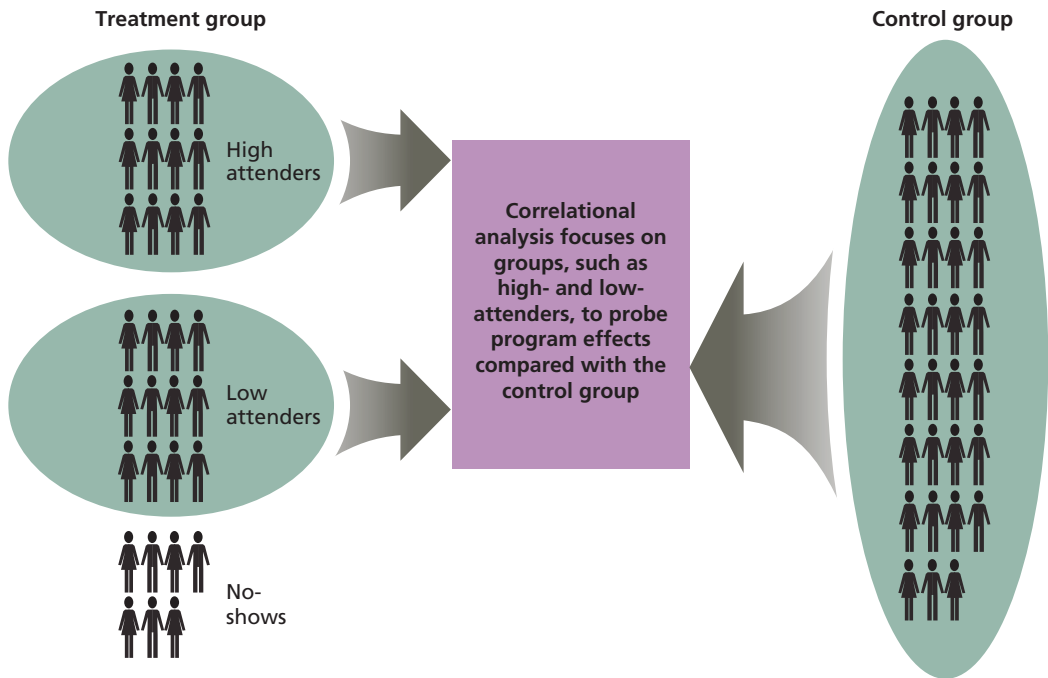 Treatment group
Control group
High
attenders
Correlational
analysis focuses on
groups, such as
high- and low-
attenders, to probe
program effects
compared with the
control group
Low
attenders
No-
shows